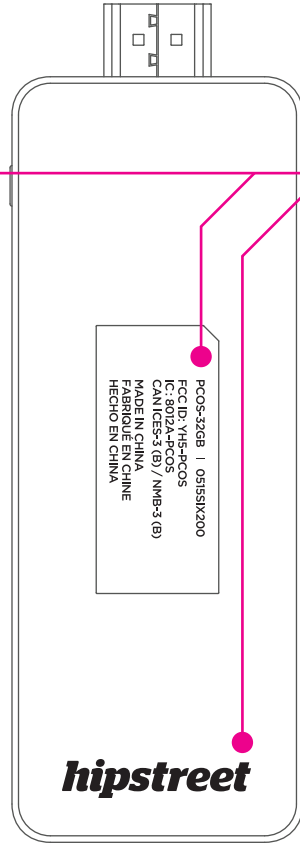 PCOS-32GB | 0515SIX200
FCC ID: YH5-PCOS
IC: 8012A-PCOS
CAN ICES-3 (B) / NMB-3 (B)
MADE IN CHINA
FABRIQUÉ EN CHINE
HECHO EN CHINA
hipstreet